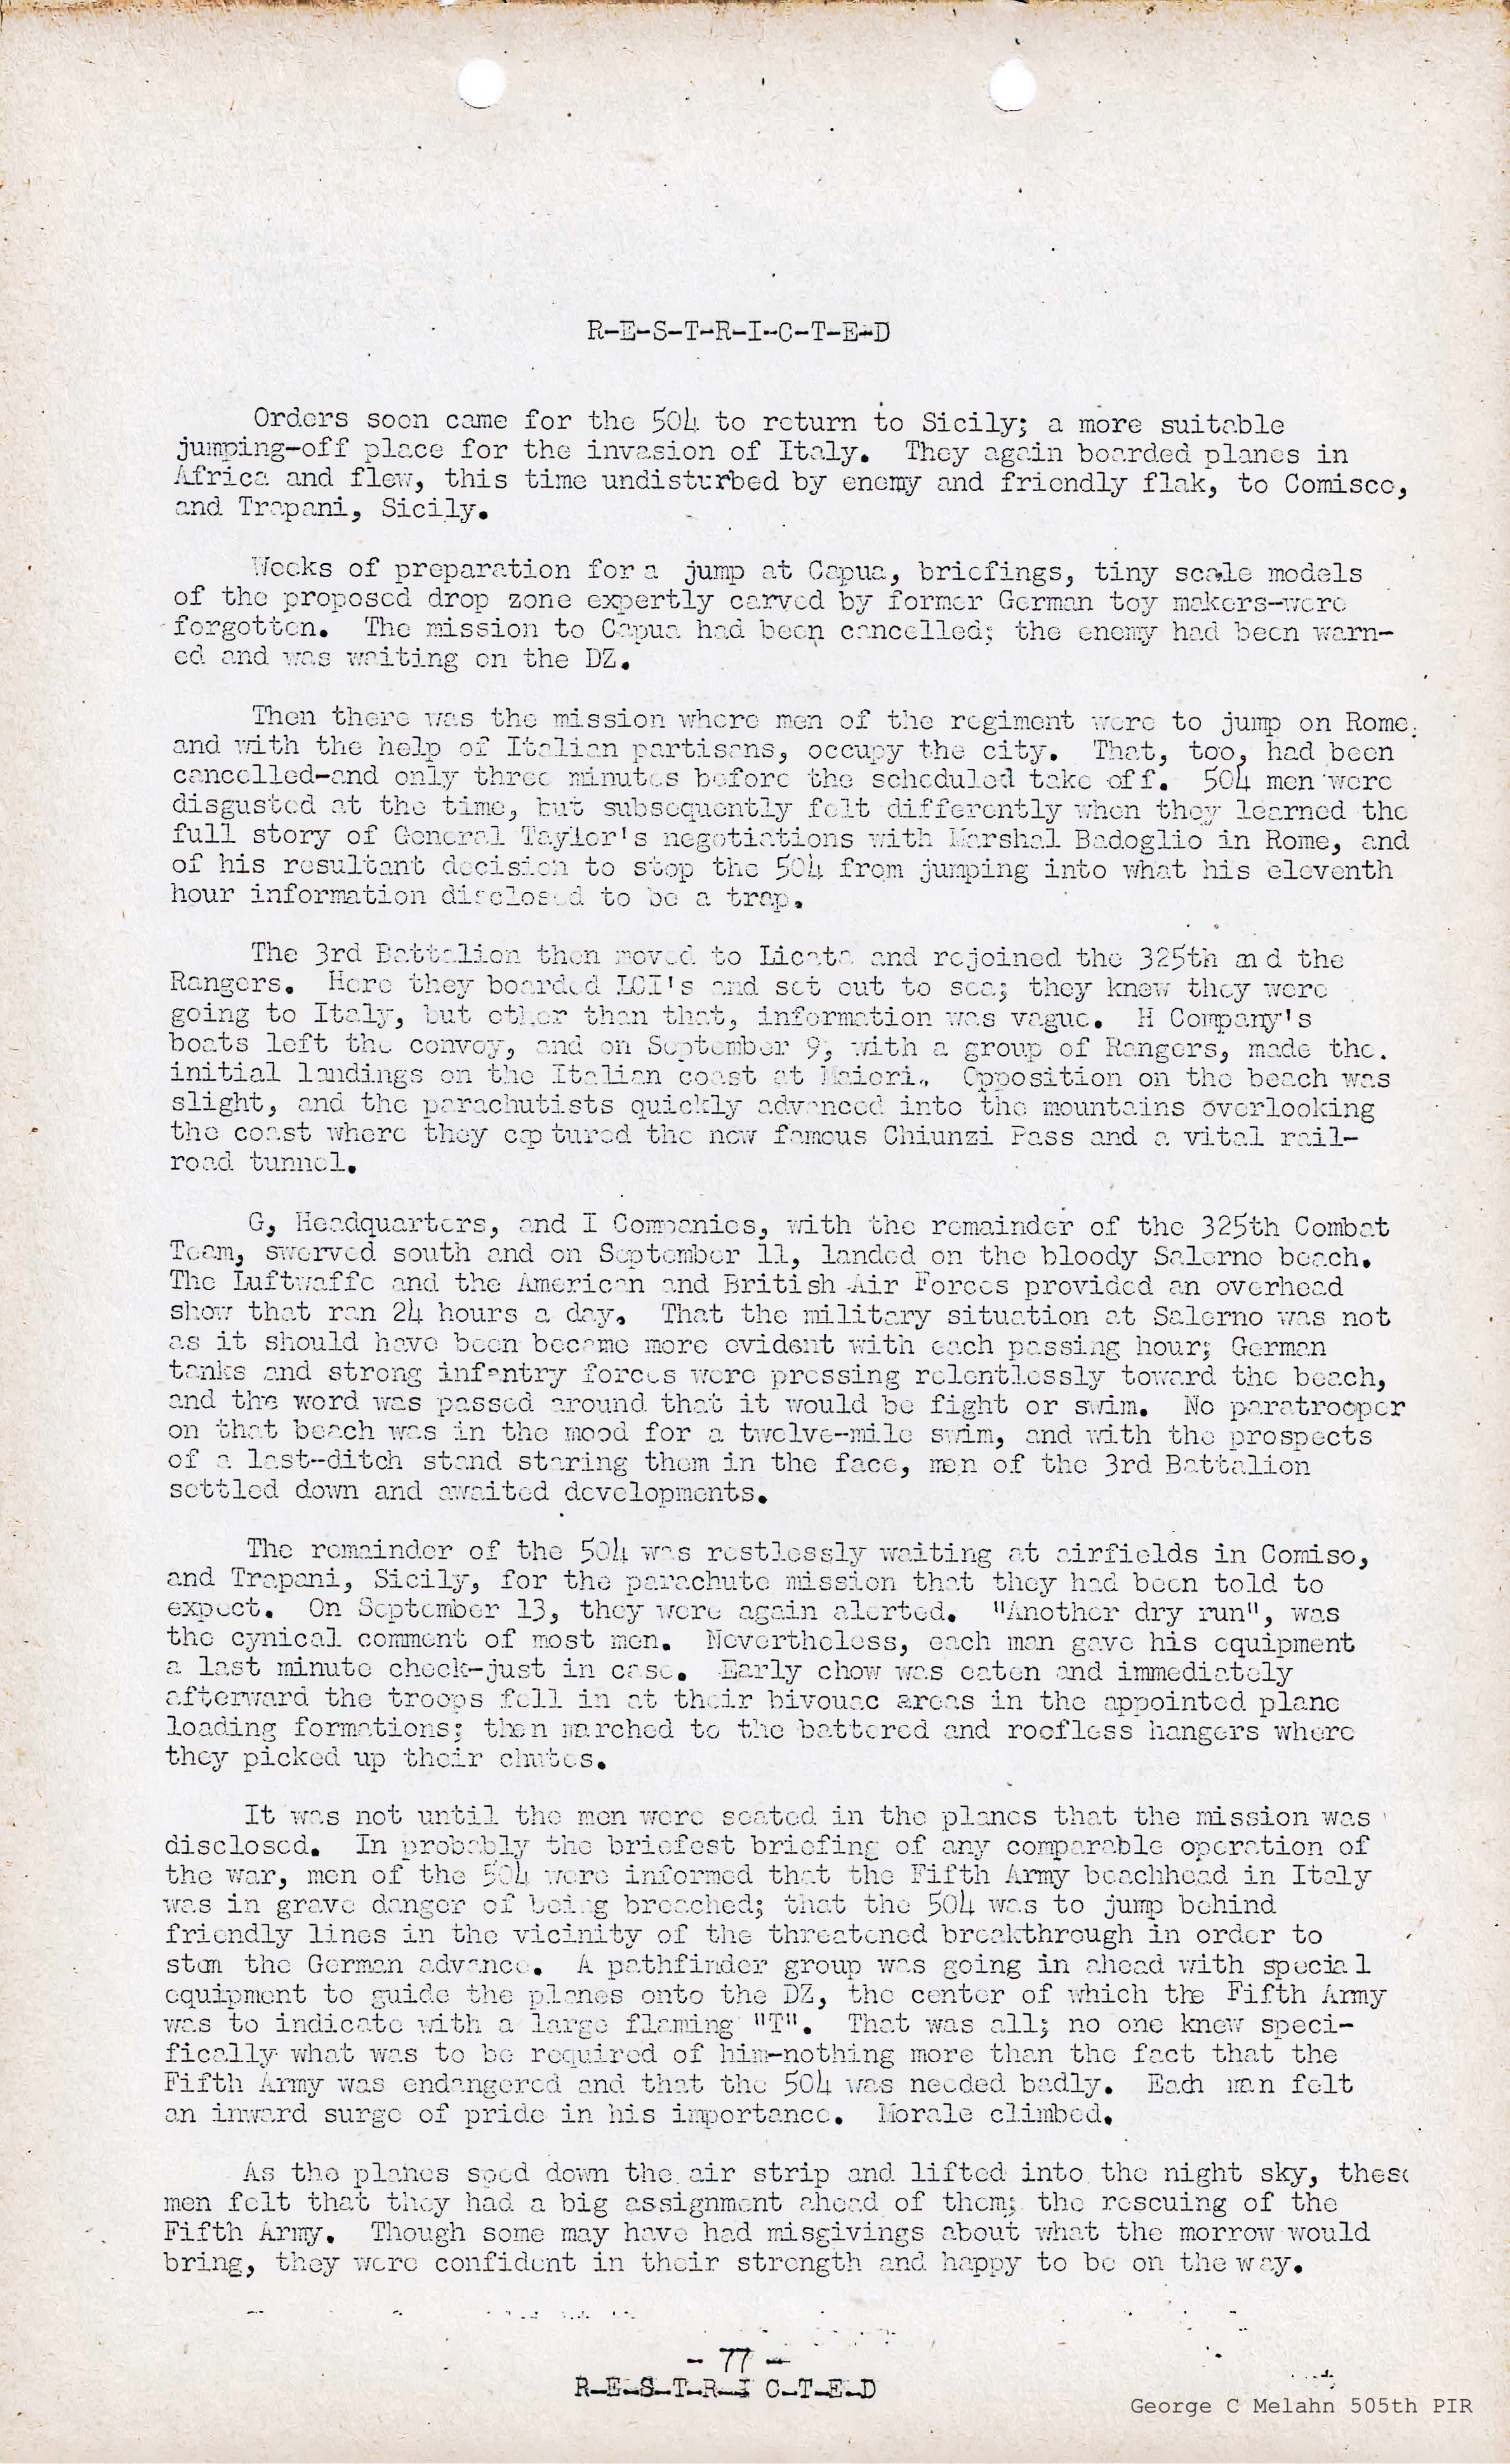 R-E-S-T-R-I-C-T-E-D
Orders soon came for the 504 to return to Sicily; a more suitable
jumping-off place for the invasion of Italy. They again boarded planes in
Africa and flew, this time undisturbed by enemy and friendly flak, to Comisco,
and Trapani, Sicily.
Weeks of preparation for a jump at Capua, briefings, tiny scale models
of the proposed drop zone expertly carved by former German toy makers-were
forgotten. The mission to Capua had been cancelled; the enemy had been warn-
ed and was waiting on the DZ.
Then there was the mission where men of the regiment were to jump on Rome.
and with the help of Italian partisans, occupy the city. That, too, had been
cancelled-and only three minutes before the scheduled take off. 504 men were
disgusted at the time, but subsequently felt differently when they learned the
full story of General Taylor's negotiations with Marshal Badoglio in Rome, and
of his resultant decision to stop the 504 from jumping into what his eleventh
hour information disclosed to be a trap.
The 3rd Battalion then moved to Licata and rejoined the 325th and the
Rangers. Here they boarded LCI's and set out to sea; they knew they were
going to Italy, but other than that, information was vague. H Company's
boats left the convoy, and on September 9, with a group of Rangers, made the.
initial landings on the Italian coast at Maiori. Opposition on the beach was
slight, and the parachutists quickly advanced into the mountains overlooking
the coast where they captured the now famous Chiunzi Pass and a vital rail-
road tunnel.
G, Headquarters, and I Companies, with the remainder of the 325th Combat
Team, swerved south and on September 11, landed on the bloody Salerno beach.
The Luftwaffe and the American and British Air Forces provided an overhead
show that ran 24 hours a day. That the military situation at Salerno was not
as it should have been became more evident with each passing hour; German
tanks and strong infantry forces were pressing relentlessly toward the beach,
and the word was passed around that it would be fight or swim. No paratrooper
on that beach was in the mood for a twelve-mile swim, and with the prospects
of a last-ditch stand staring them in the face, men of the 3rd Battalion
settled down and awaited developments.
The remainder of the 504 was restlessly waiting at airfields in Comiso,
and Trapani, Sicily, for the parachute mission that they had been told to
expect. On September 13, they were again alerted. "Another dry run", was
the cynical comment of most men. Nevertheless, each man gave his equipment
a last minute check-just in case. Early chow was eaten and immediately
afterward the troops fell in at their bivouac areas in the appointed plane
loading formations; then marched to the battered and roofless hangers where
they picked up their chutes.
It was not until the men were seated in the planes that the mission was
disclosed. In probably the briefest briefing of any comparable operation of
the war, men of the 504 were informed that the Fifth Army beachhead in Italy
was in grave danger of being breached; that the 504 was to jump behind
friendly lines in the vicinity of the threatened breakthrough in order to
stem the German advance. A pathfinder group was going in ahead with special
equipment to guide the planes onto the DZ, the center of which the Fifth Army
was to indicate with a large flaming "T". That was all; no one knew speci-
fically what was to be required of him-nothing more than the fact that the
Fifth Army was endangered and that the 504 was needed badly. Each man felt
an inward surge of pride in his importance. Morale climbed.
As the planes sped down the air strip and lifted into the night sky, these
men felt that they had a big assignment ahead of them; the rescuing of the
Fifth Army. Though some may have had misgivings about what the morrow would
bring, they were confident in their strength and happy to be on the way.
- 77 -
R-E-S-T-R-I C-T-E-D
George C Melahn 505th PIR